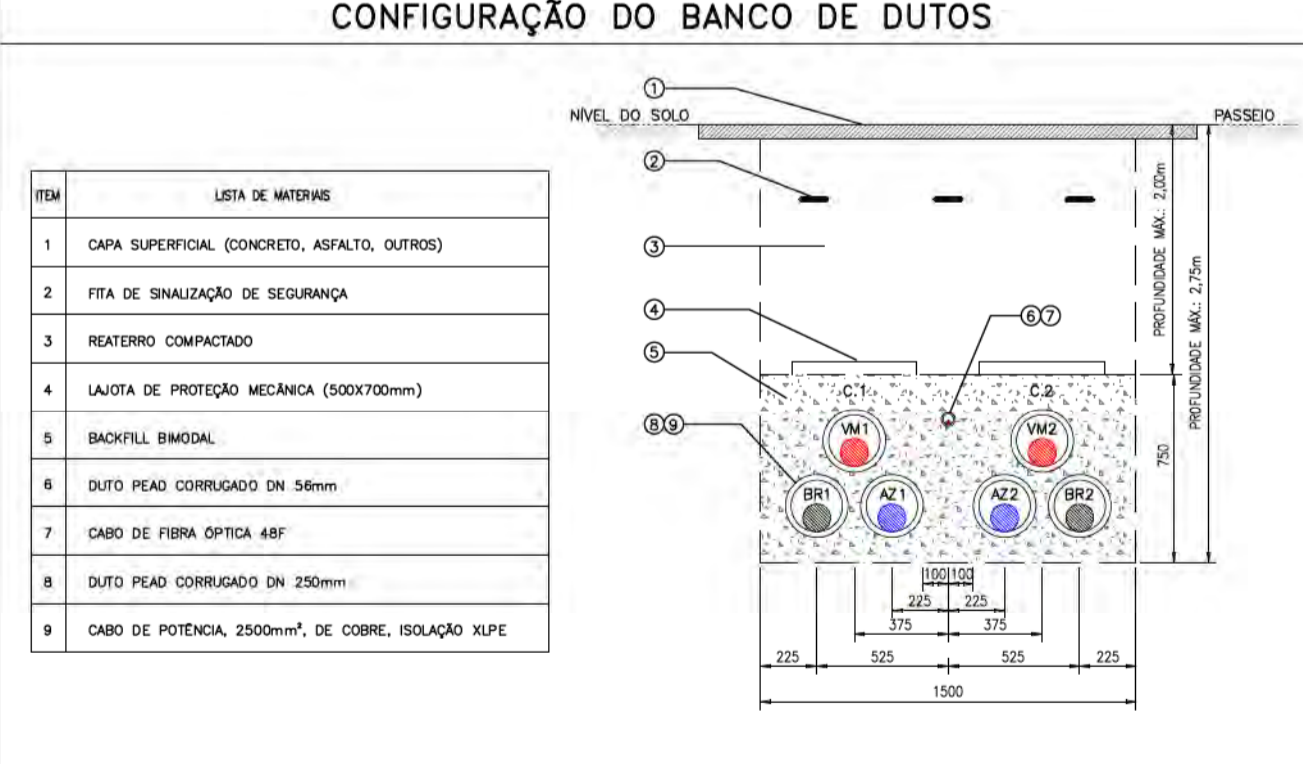 CONFIGURAÇÃO DO BANCO DE DUTOS
ITEM LISTA DE MATERIAIS
1 CAPA SUPERFICIAL (CONCRETO, ASFALTO, OUTROS)
2 FITA DE SINALIZAÇÃO DE SEGURANÇA
3 REATERRO COMPACTADO
4 LAJOTA DE PROTEÇÃO MECÂNICA (500X700mm)
5 BACKFILL BIMODAL
6 DUTO PEAD CORRUGADO DN 56mm
7 CABO DE FIBRA ÓPTICA 48F
8 DUTO PEAD CORRUGADO DN 250mm
9 CABO DE POTÊNCIA, 2500mm², DE COBRE, ISOLAÇÃO XLPE
1
NÍVEL DO SOLO
PASSEIO
2
3
4
5
6 7
8 9
C.1
C.2
VM1
VM2
BR1
AZ1
AZ2
BR2
PROFUNDIDADE MÁX.: 2,00m
PROFUNDIDADE MÁX.: 2,75m
750
100 100
225 225
375 375
225 525 525 225
1500